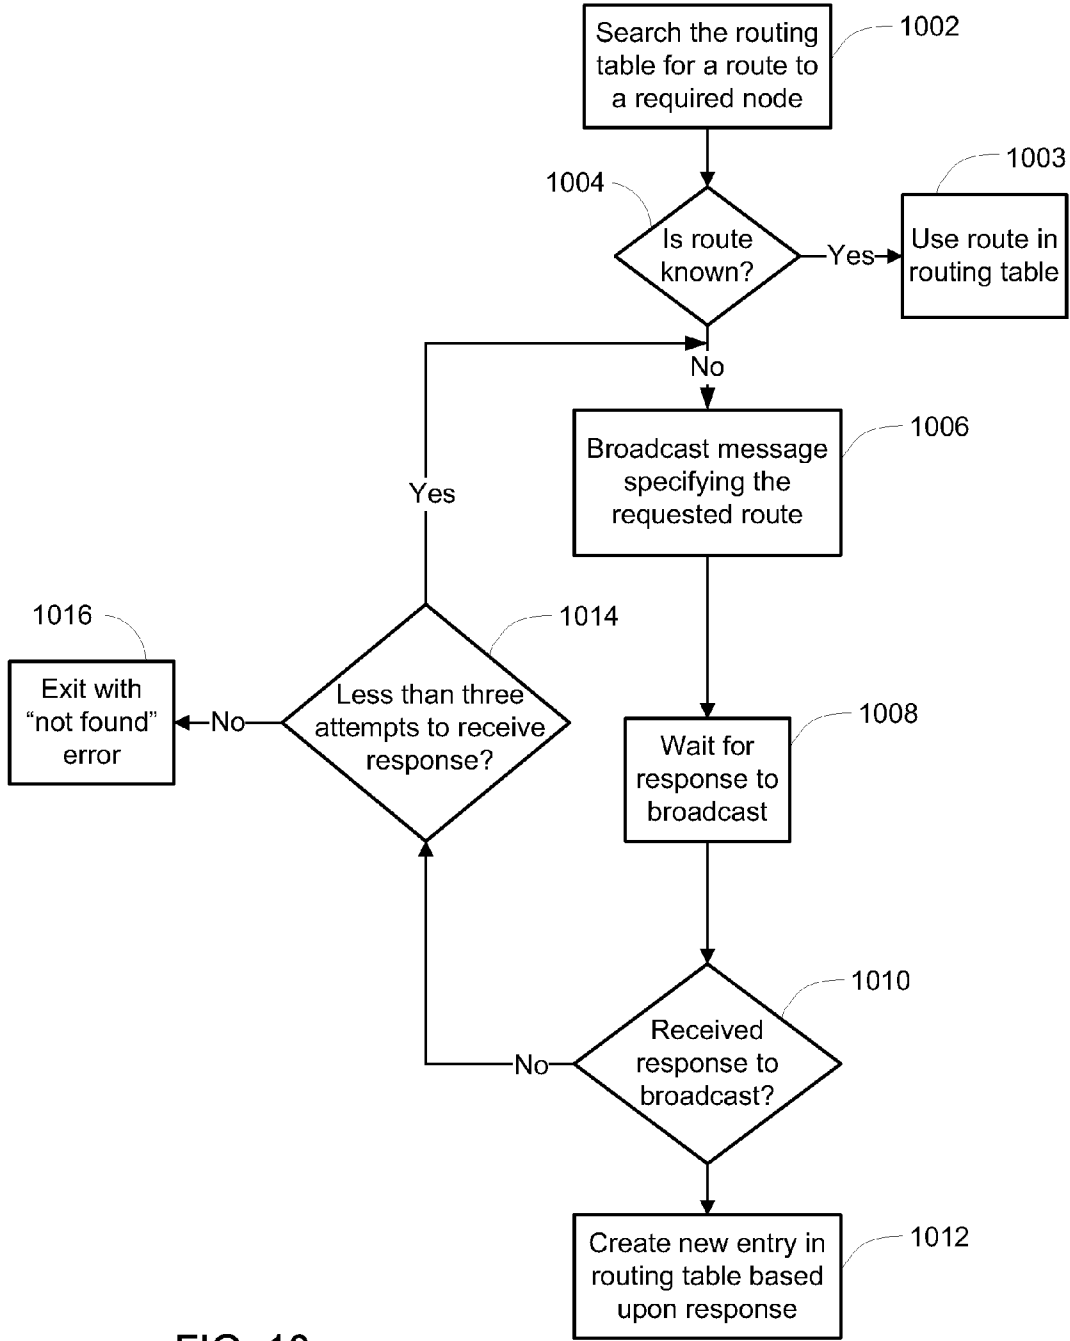 Search the routing
table for a route to
a required node
1002
1003
1004
Is route
known?
Yes
Use route in
routing table
No
Broadcast message
specifying the
requested route
1006
Yes
1016
1014
Exit with
“not found”
error
No
Less than three
attempts to receive
response?
1008
Wait for
response to
broadcast
1010
Received
response to
broadcast?
No
Create new entry in
routing table based
upon response
1012
FIG. 10